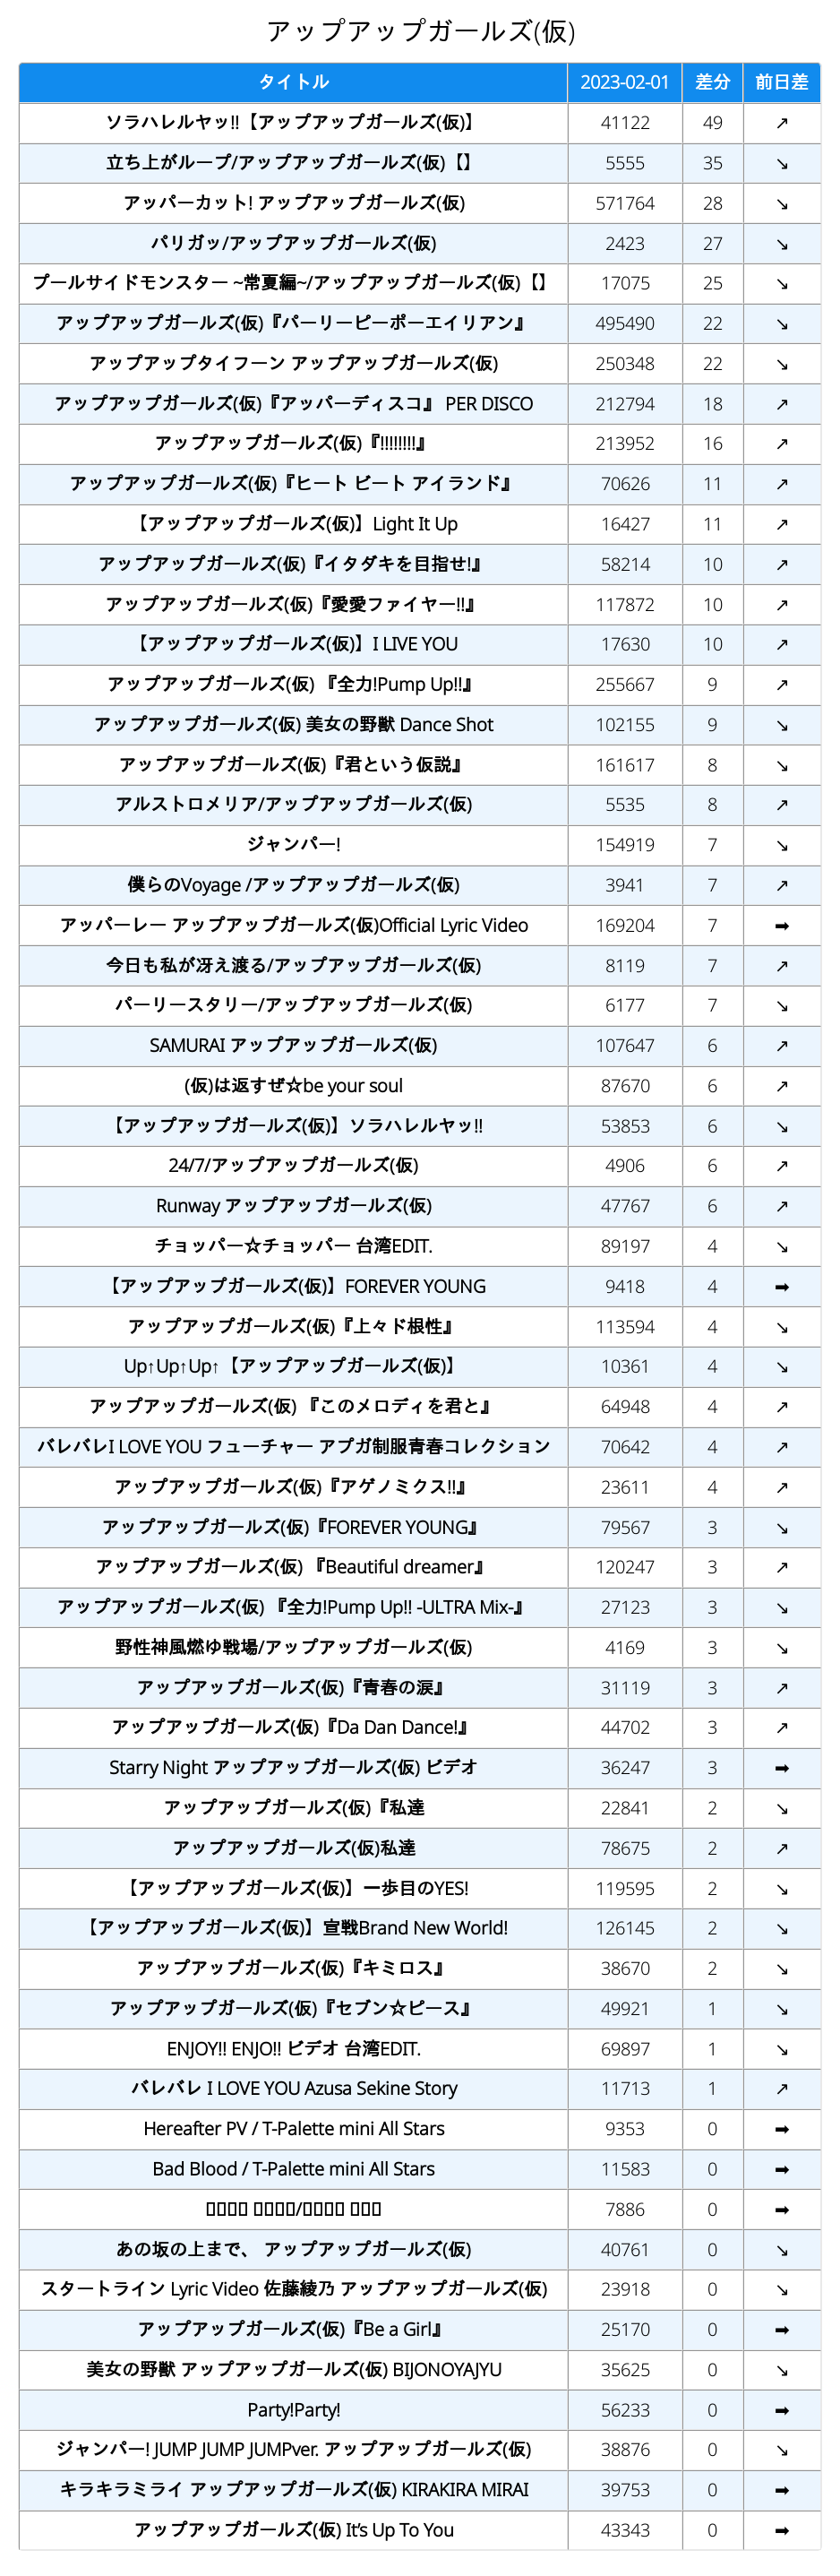 アップアップガールズ(仮)
タイトル 2023-02-01 差分 前日差
ソラハレルヤッ!!【アップアップガールズ(仮)】 41122 49 ↗
立ち上がループ/アップアップガールズ(仮)【】 5555 35 ↘
アッパーカット! アップアップガールズ(仮) 571764 28 ↘
パリガッ/アップアップガールズ(仮) 2423 27 ↘
プールサイドモンスター ~常夏編~/アップアップガールズ(仮)【】 17075 25 ↘
アップアップガールズ(仮)『パーリーピーポーエイリアン』 495490 22 ↘
アップアップタイフーン アップアップガールズ(仮) 250348 22 ↘
アップアップガールズ(仮)『アッパーディスコ』 PER DISCO 212794 18 ↗
アップアップガールズ(仮)『!!!!!!!!』 213952 16 ↗
アップアップガールズ(仮)『ヒート ビート アイランド』 70626 11 ↗
【アップアップガールズ(仮)】Light It Up 16427 11 ↗
アップアップガールズ(仮)『イタダキを目指せ!』 58214 10 ↗
アップアップガールズ(仮)『愛愛ファイヤー!!』 117872 10 ↗
【アップアップガールズ(仮)】I LIVE YOU 17630 10 ↗
アップアップガールズ(仮) 『全力!Pump Up!!』 255667 9 ↗
アップアップガールズ(仮) 美女の野獣 Dance Shot 102155 9 ↘
アップアップガールズ(仮)『君という仮説』 161617 8 ↘
アルストロメリア/アップアップガールズ(仮) 5535 8 ↗
ジャンパー! 154919 7 ↘
僕らのVoyage /アップアップガールズ(仮) 3941 7 ↗
アッパーレー アップアップガールズ(仮)Official Lyric Video 169204 7 ➡
今日も私が冴え渡る/アップアップガールズ(仮) 8119 7 ↗
パーリースタリー/アップアップガールズ(仮) 6177 7 ↘
SAMURAI アップアップガールズ(仮) 107647 6 ↗
(仮)は返すぜ☆be your soul 87670 6 ↗
【アップアップガールズ(仮)】ソラハレルヤッ!! 53853 6 ↘
24/7/アップアップガールズ(仮) 4906 6 ↗
Runway アップアップガールズ(仮) 47767 6 ↗
チョッパー☆チョッパー 台湾EDIT. 89197 4 ↘
【アップアップガールズ(仮)】FOREVER YOUNG 9418 4 ➡
アップアップガールズ(仮)『上々ド根性』 113594 4 ↘
Up↑Up↑Up↑【アップアップガールズ(仮)】 10361 4 ↘
アップアップガールズ(仮) 『このメロディを君と』 64948 4 ↗
バレバレI LOVE YOU フューチャー アプガ制服青春コレクション 70642 4 ↗
アップアップガールズ(仮)『アゲノミクス!!』 23611 4 ↗
アップアップガールズ(仮)『FOREVER YOUNG』 79567 3 ↘
アップアップガールズ(仮) 『Beautiful dreamer』 120247 3 ↗
アップアップガールズ(仮) 『全力!Pump Up!! -ULTRA Mix-』 27123 3 ↘
野性神風燃ゆ戦場/アップアップガールズ(仮) 4169 3 ↘
アップアップガールズ(仮)『青春の涙』 31119 3 ↗
アップアップガールズ(仮)『Da Dan Dance!』 44702 3 ↗
Starry Night アップアップガールズ(仮) ビデオ 36247 3 ➡
アップアップガールズ(仮)『私達 22841 2 ↘
アップアップガールズ(仮)私達 78675 2 ↗
【アップアップガールズ(仮)】一歩目のYES! 119595 2 ↘
【アップアップガールズ(仮)】宣戦Brand New World! 126145 2 ↘
アップアップガールズ(仮)『キミロス』 38670 2 ↘
アップアップガールズ(仮)『セブン☆ピース』 49921 1 ↘
ENJOY!! ENJO!! ビデオ 台湾EDIT. 69897 1 ↘
バレバレ I LOVE YOU Azusa Sekine Story 11713 1 ↗
Hereafter PV / T-Palette mini All Stars 9353 0 ➡
Bad Blood / T-Palette mini All Stars 11583 0 ➡
7886 0 ➡
あの坂の上まで、 アップアップガールズ(仮) 40761 0 ↘
スタートライン Lyric Video 佐藤綾乃 アップアップガールズ(仮) 23918 0 ↘
アップアップガールズ(仮)『Be a Girl』 25170 0 ➡
美女の野獣 アップアップガールズ(仮) BIJONOYAJYU 35625 0 ↘
Party!Party! 56233 0 ➡
ジャンパー! JUMP JUMP JUMPver. アップアップガールズ(仮) 38876 0 ↘
キラキラミライ アップアップガールズ(仮) KIRAKIRA MIRAI 39753 0 ➡
アップアップガールズ(仮) It's Up To You 43343 0 ➡